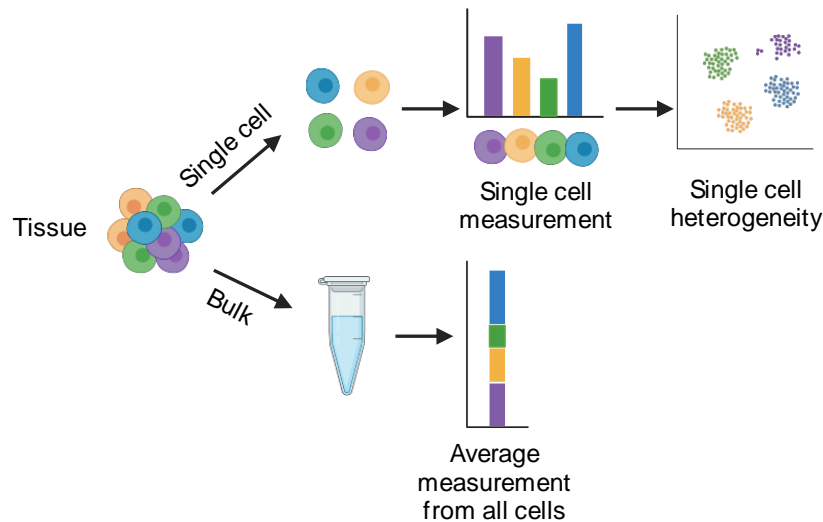 Tissue
Single cell
Bulk
Single cell
measurement
Single cell
heterogeneity
Average
measurement
from all cells